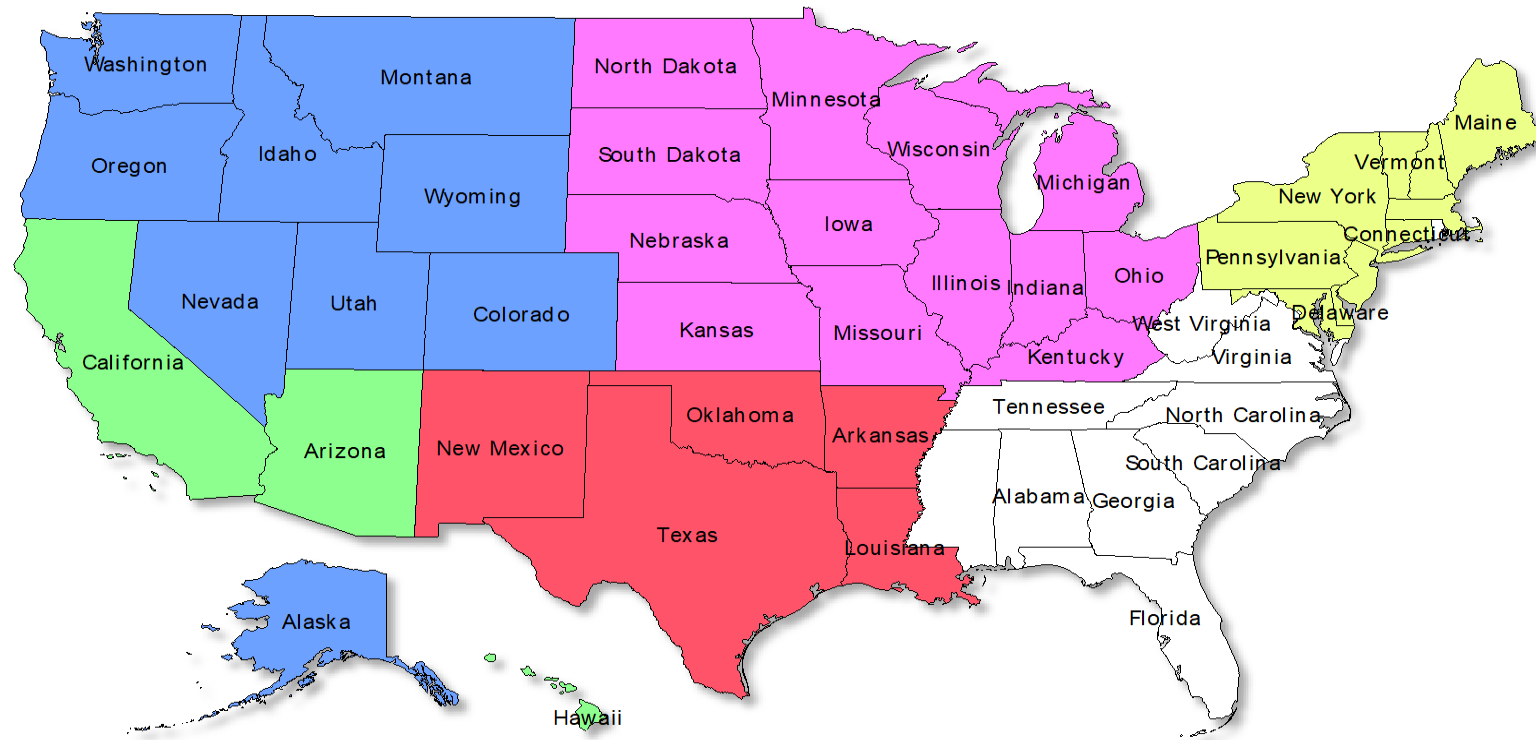 Washington
Montana
North Dakota
Minnesota
Maine
Oregon
Idaho
Wyoming
South Dakota
Wisconsin
Michigan
Vermont
New York
Nebraska
Iowa
Connecticut
Pennsylvania
Nevada
Utah
Colorado
Kansas
Missouri
Illinois
Indiana
Ohio
West Virginia
Delaware
California
Kentucky
Virginia
Arizona
New Mexico
Oklahoma
Arkansas
Tennessee
North Carolina
South Carolina
Texas
Louisiana
Alabama
Georgia
Alaska
Hawaii
Florida